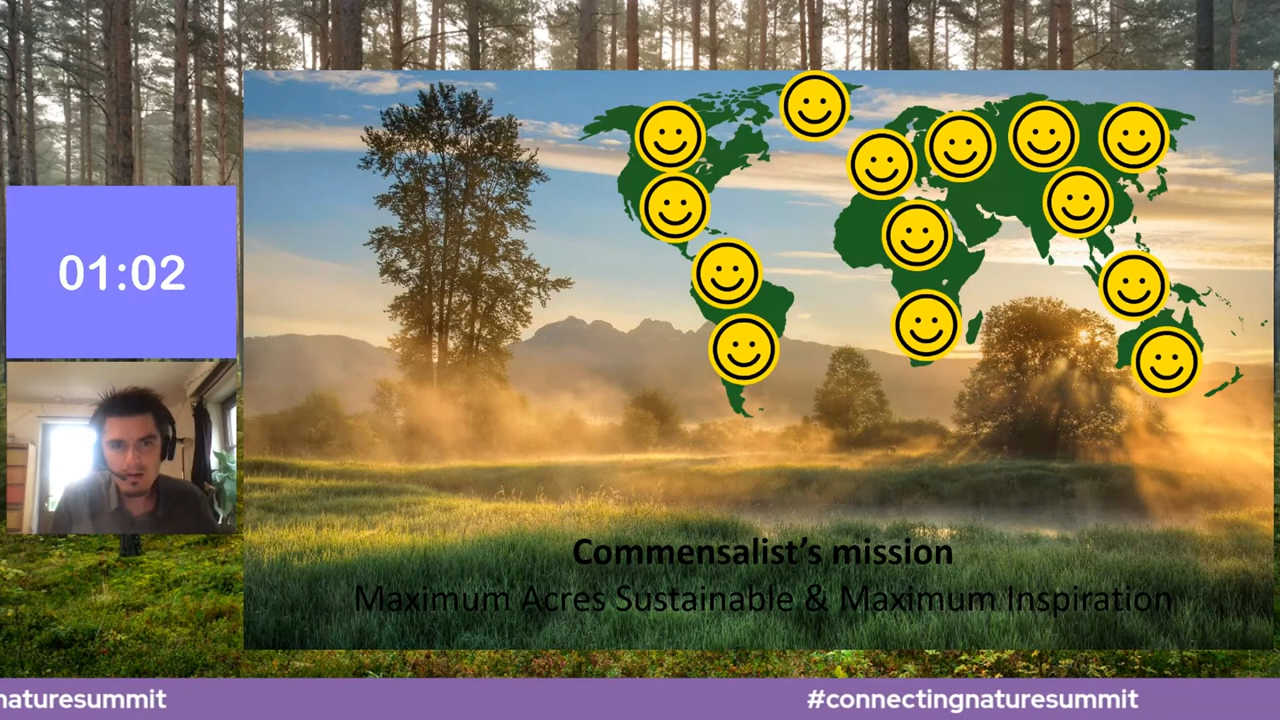 01:02
Commensalist's mission
Maximum Acres Sustainable & Maximum Inspiration
naturesummit
#connectingnaturesummit